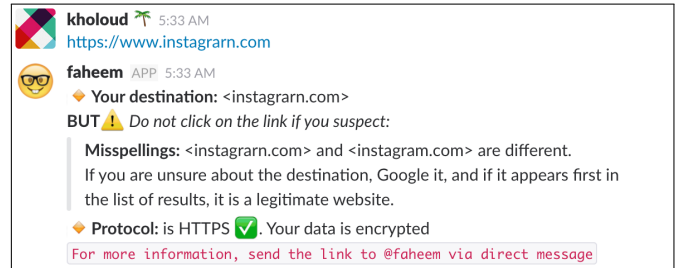 kholoud 🌴 5:33 AM
https://www.instagrarn.com
faheem APP 5:33 AM
🔸 Your destination: <instagrarn.com>
BUT⚠️ Do not click on the link if you suspect:
Misspellings: <instagrarn.com> and <instagram.com> are different.
If you are unsure about the destination, Google it, and if it appears first in
the list of results, it is a legitimate website.
🔸 Protocol: is HTTPS ✅. Your data is encrypted
For more information, send the link to @faheem via direct message